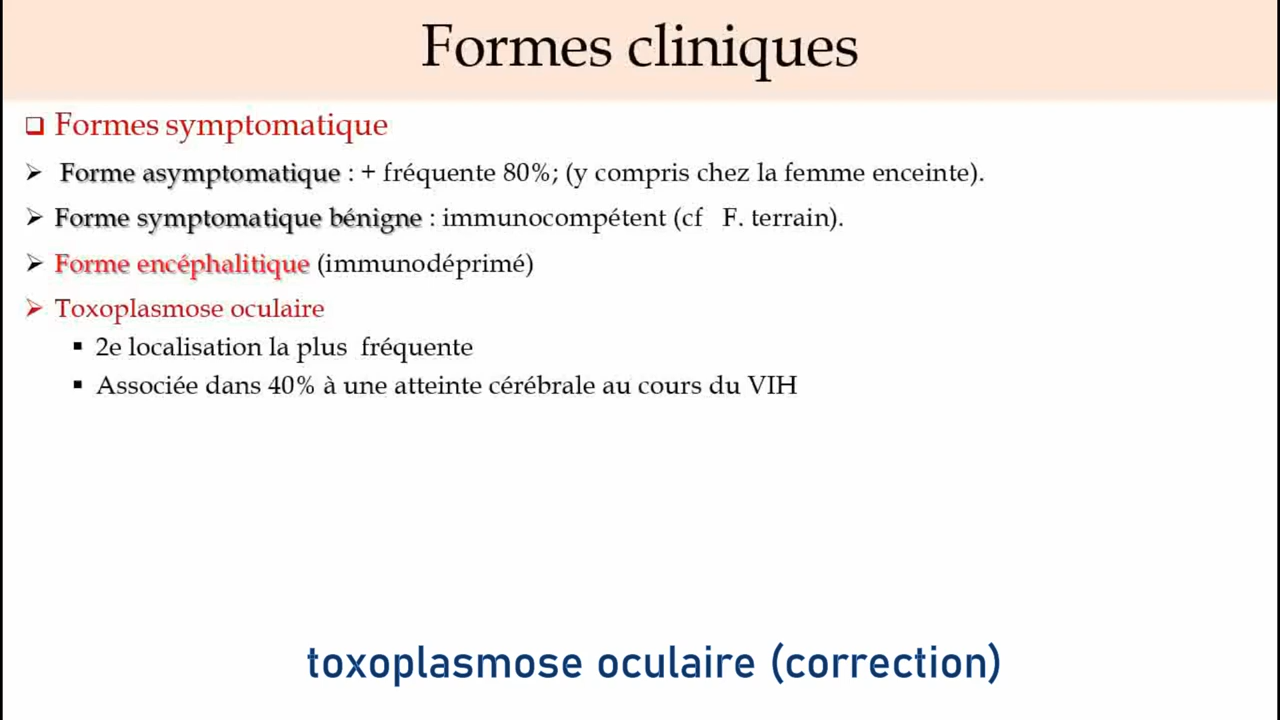 Formes cliniques
Formes symptomatique
Forme asymptomatique : + fréquente 80%; (y compris chez la femme enceinte).
Forme symptomatique bénigne : immunocompétent (cf F. terrain).
Forme encéphalitique (immunodéprimé)
Toxoplasmose oculaire
2e localisation la plus fréquente
Associée dans 40% à une atteinte cérébrale au cours du VIH
toxoplasmose oculaire (correction)